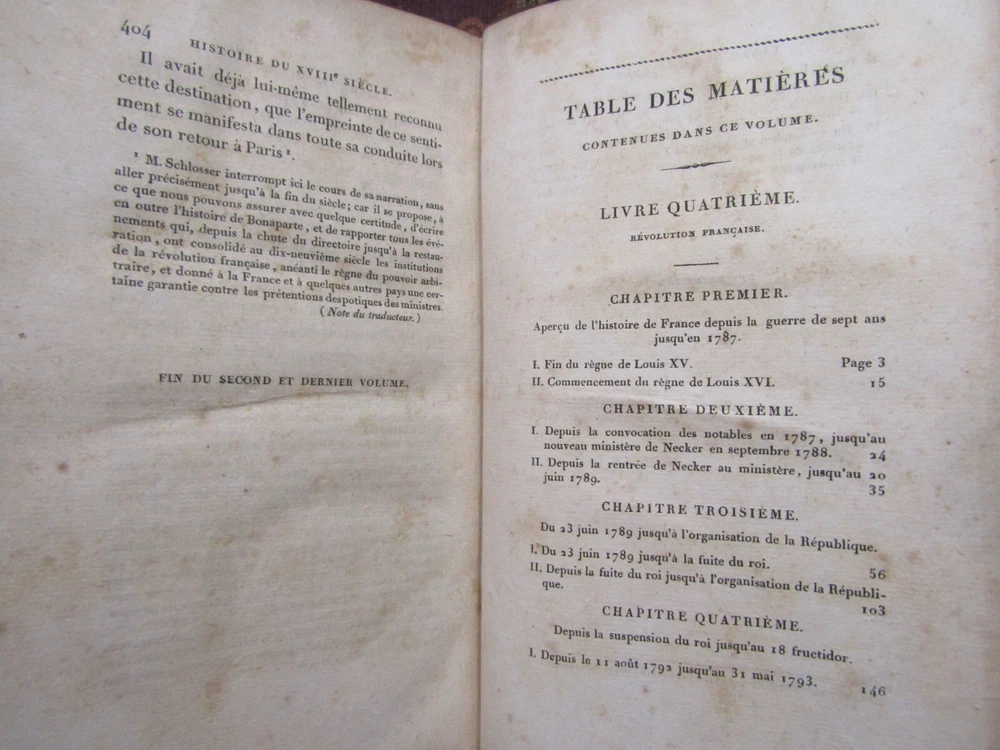 404
HISTOIRE DU XVIIIe SIÈCLE.
Il avait déjà lui-même tellement reconnu
cette destination, que l'empreinte de ce senti-
ment se manifesta dans toute sa conduite lors
de son retour à Paris 1.
1 M. Schlosser interrompt ici le cours de sa narration, sans
aller précisément jusqu'à la fin du siècle; car il se propose, à
ce que nous pouvons assurer avec quelque certitude, d'écrire
en outre l'histoire de Bonaparte, et de rapporter tous les évé-
nements qui, depuis la chute du directoire jusqu'à la restau-
ration, ont consolidé au dix-neuvième siècle les institutions
de la révolution française, anéanti le règne du pouvoir arbi-
traire, et donné à la France et à quelques autres pays une cer-
taine garantie contre les prétentions despotiques des ministres.
(Note du traducteur.)
FIN DU SECOND ET DERNIER VOLUME.
TABLE DES MATIÈRES
CONTENUES DANS CE VOLUME.
LIVRE QUATRIÈME.
RÉVOLUTION FRANÇAISE.
CHAPITRE PREMIER.
Aperçu de l'histoire de France depuis la guerre de sept ans
jusqu'en 1787.
I. Fin du règne de Louis XV. Page 3
II. Commencement du règne de Louis XVI. 15
CHAPITRE DEUXIÈME.
I. Depuis la convocation des notables en 1787, jusqu'au
nouveau ministère de Necker en septembre 1788. 24
II. Depuis la rentrée de Necker au ministère, jusqu'au 20
juin 1789. 35
CHAPITRE TROISIÈME.
Du 23 juin 1789 jusqu'à l'organisation de la République.
I. Du 23 juin 1789 jusqu'à la fuite du roi. 56
II. Depuis la fuite du roi jusqu'à l'organisation de la Républi-
que. 103
CHAPITRE QUATRIÈME.
Depuis la suspension du roi jusqu'au 18 fructidor.
I. Depuis le 11 août 1792 jusqu'au 31 mai 1793. 146